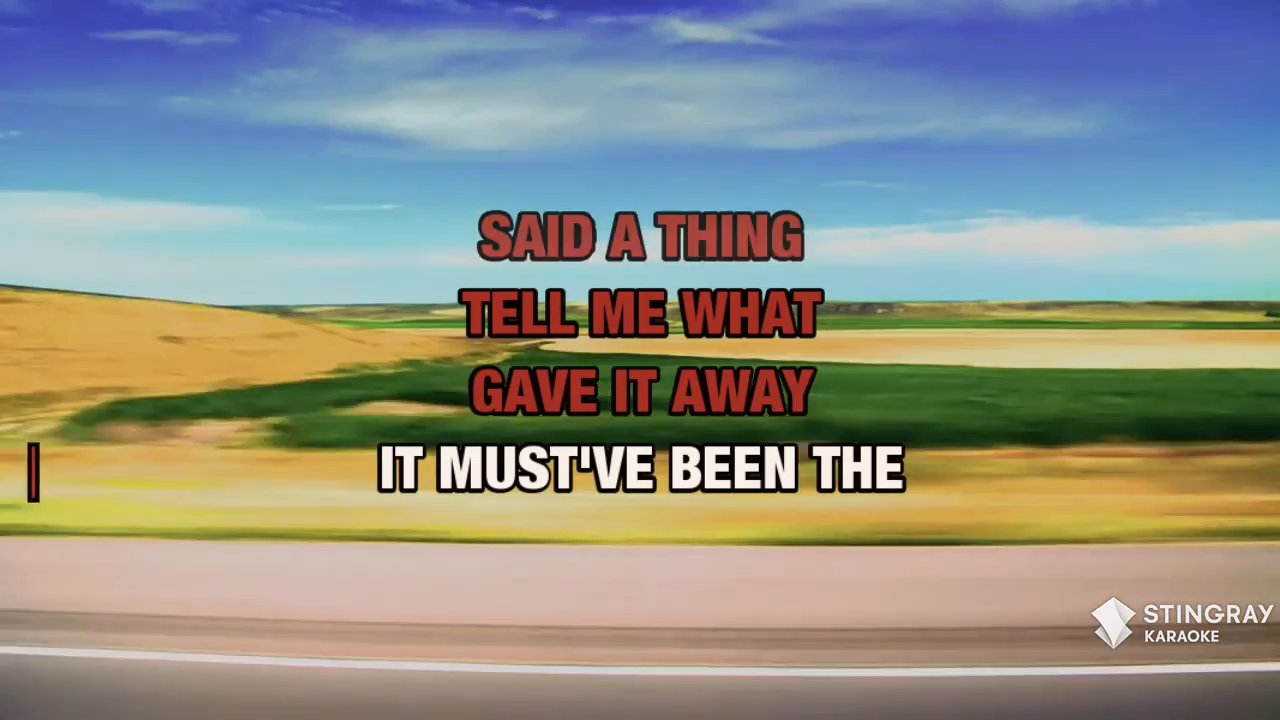 SAID A THING
TELL ME WHAT
GAVE IT AWAY
IT MUST'VE BEEN THE
STINGRAY
KARAOKE